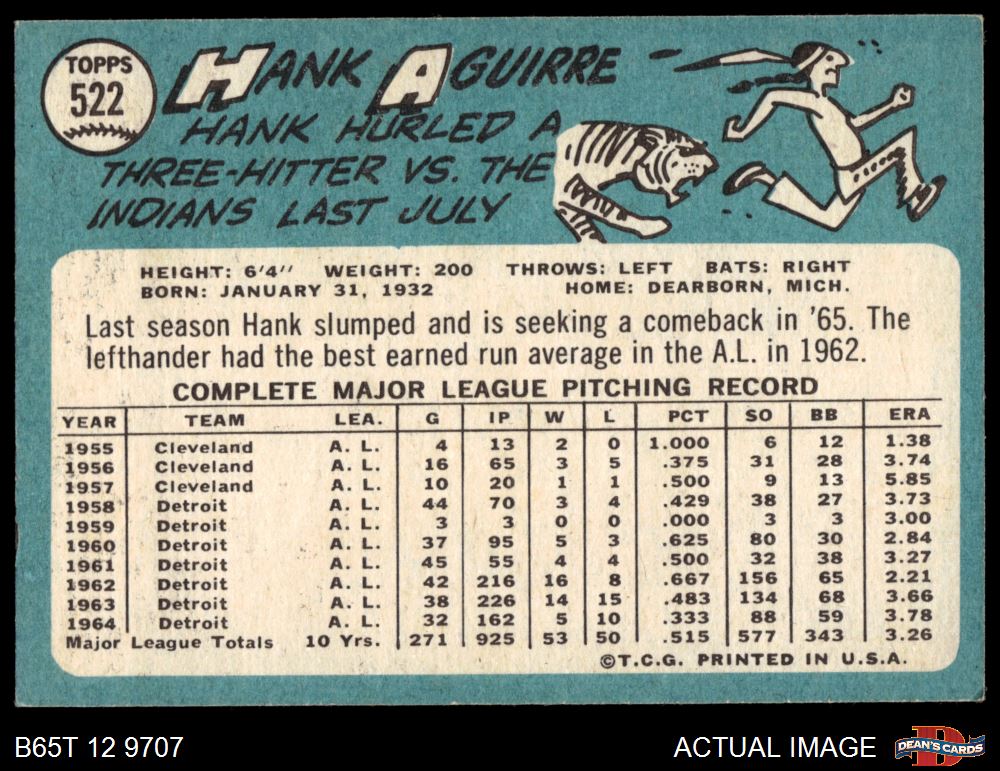 TOPPS
522
HANK AGUIRRE
HANK HURLED A
THREE-HITTER VS. THE
INDIANS LAST JULY
HEIGHT: 6'4" WEIGHT: 200 THROWS: LEFT BATS: RIGHT
BORN: JANUARY 31, 1932 HOME: DEARBORN, MICH.
Last season Hank slumped and is seeking a comeback in '65. The
lefthander had the best earned run average in the A.L. in 1962.
COMPLETE MAJOR LEAGUE PITCHING RECORD
YEAR TEAM LEA. G IP W L PCT SO BB ERA
1955 Cleveland A. L. 4 13 2 0 1.000 6 12 1.38
1956 Cleveland A. L. 16 65 3 5 .375 31 28 3.74
1957 Cleveland A. L. 10 20 1 1 .500 9 13 5.85
1958 Detroit A. L. 44 70 3 4 .429 38 27 3.73
1959 Detroit A. L. 3 3 0 0 .000 3 3 3.00
1960 Detroit A. L. 37 95 5 3 .625 80 30 2.84
1961 Detroit A. L. 45 55 4 4 .500 32 38 3.27
1962 Detroit A. L. 42 216 16 8 .667 156 65 2.21
1963 Detroit A. L. 38 226 14 15 .483 134 68 3.66
1964 Detroit A. L. 32 162 5 10 .333 88 59 3.78
Major League Totals 10 Yrs. 271 925 53 50 .515 577 343 3.26
©T.C.G. PRINTED IN U.S.A.
B65T 12 9707 ACTUAL IMAGE DEAN'S CARDS